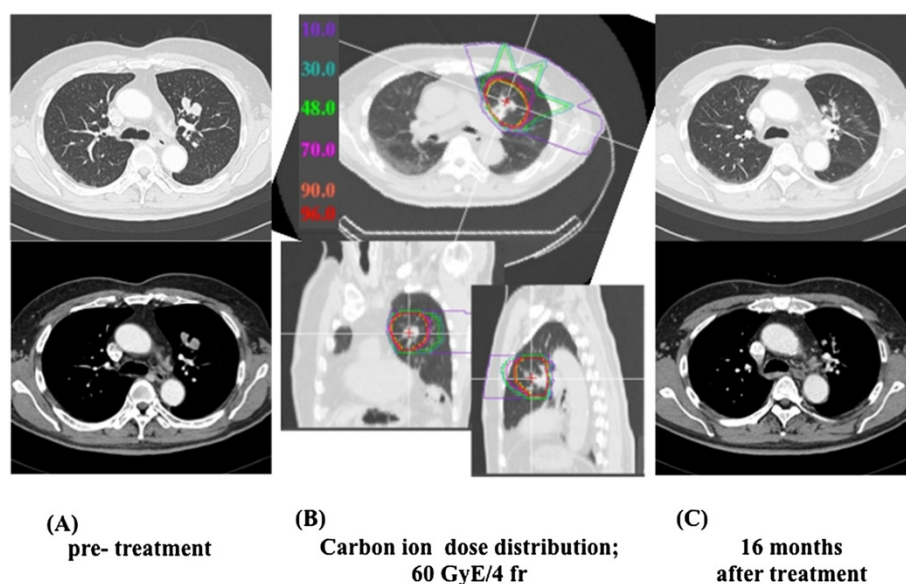 10.0
30.0
48.0
70.0
90.0
96.0
(A)
pre- treatment
(B)
Carbon ion dose distribution;
60 GyE/4 fr
(C)
16 months
after treatment